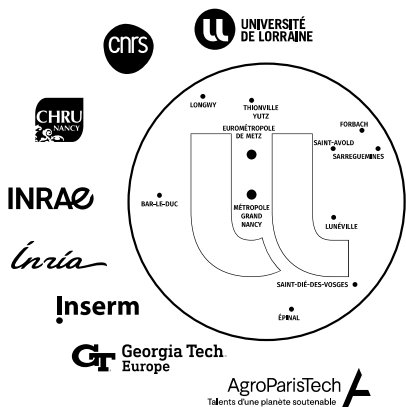 UNIVERSITÉ
DE LORRAINE
cnrs
CHRU
NANCY
INRAE
Inria
Inserm
GT Georgia Tech
Europe
AgroParisTech
Talents d'une planète soutenable
LONGWY
THIONVILLE
YUTZ
EUROMÉTROPOLE
DE METZ
FORBACH
SAINT-AVOLD
SARREGUEMINES
BAR-LE-DUC
MÉTROPOLE
GRAND
NANCY
LUNÉVILLE
SAINT-DIÉ-DES-VOSGES
ÉPINAL